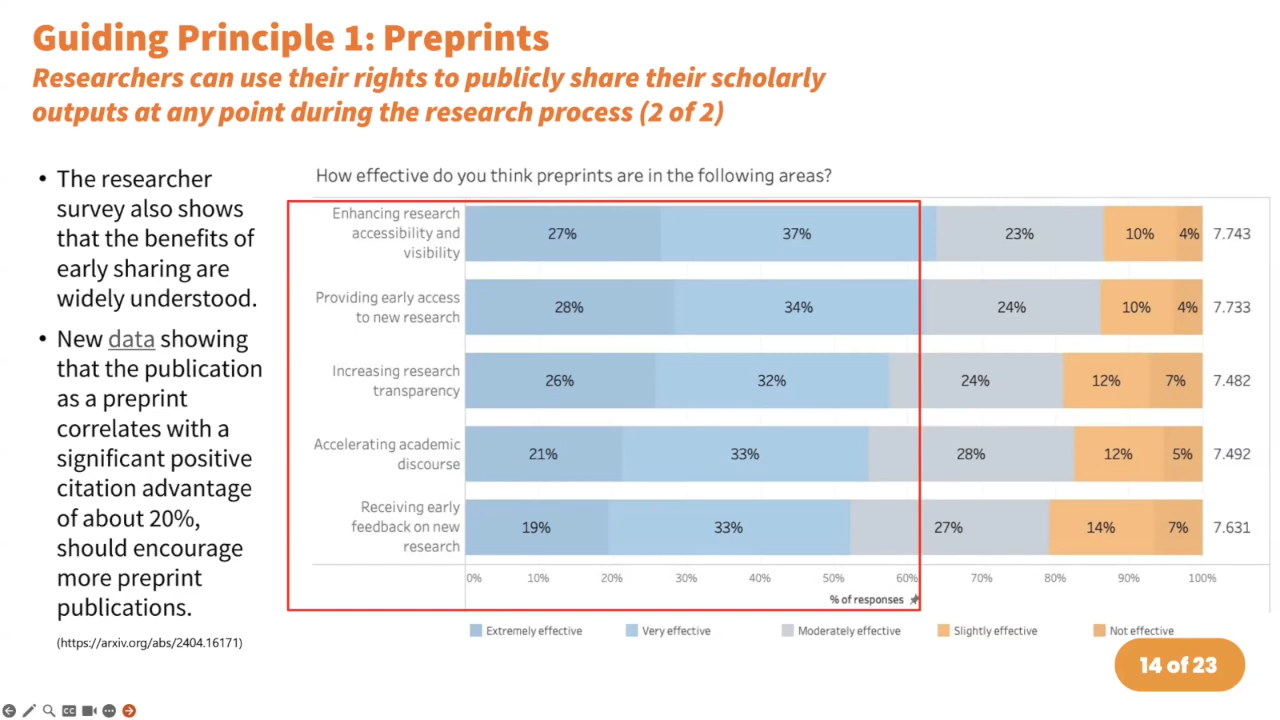 Guiding Principle 1: Preprints
Researchers can use their rights to publicly share their scholarly
outputs at any point during the research process (2 of 2)
• The researcher
survey also shows
that the benefits of
early sharing are
widely understood.
• New data showing
that the publication
as a preprint
correlates with a
significant positive
citation advantage
of about 20%,
should encourage
more preprint
publications.
(https://arxiv.org/abs/2404.16171)
How effective do you think preprints are in the following areas?
Enhancing research
accessibility and
visibility
27% 37% 23% 10% 4% 7.743
Providing early access
to new research
28% 34% 24% 10% 4% 7.733
Increasing research
transparency
26% 32% 24% 12% 7% 7.482
Accelerating academic
discourse
21% 33% 28% 12% 5% 7.492
Receiving early
feedback on new
research
19% 33% 27% 14% 7% 7.631
0% 10% 20% 30% 40% 50% 60% 70% 80% 90% 100%
% of responses
Extremely effective Very effective Moderately effective Slightly effective Not effective
14 of 23
CC